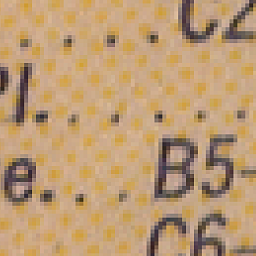 . . . . C2
Pl. . . . . .
e. . . B5-
C6-